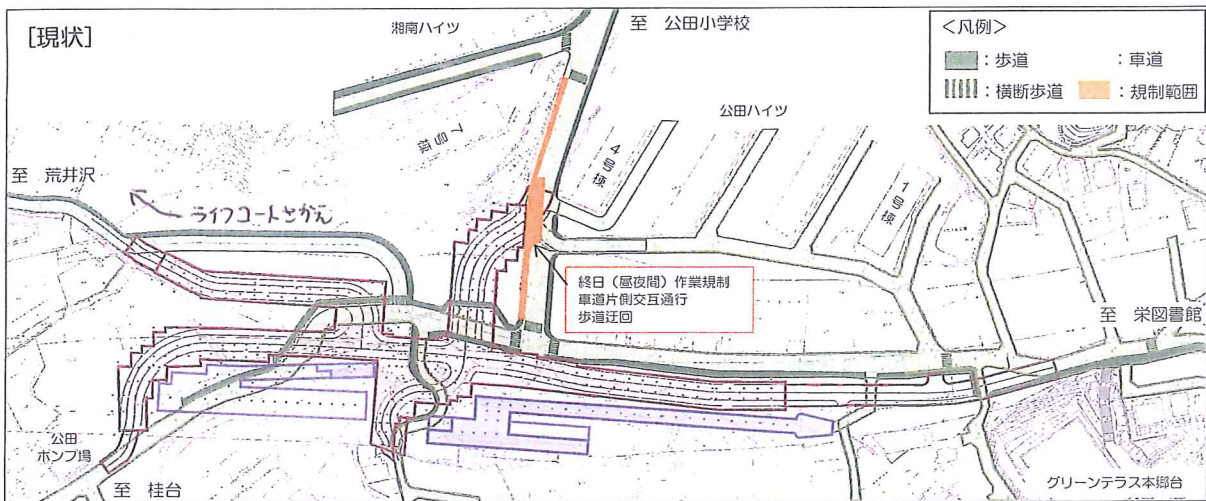 [現状]
湘南ハイツ
至 公田小学校
<凡例>
：歩道
：車道
：横断歩道
：規制範囲
公田ハイツ
7号棟
4号棟
1号棟
至 荒井沢
ライフコートさかえ
終日（昼夜間）作業規制
車道片側交互通行
歩道迂回
至 栄図書館
公田
ポンプ場
至 桂台
グリーンテラス本郷台